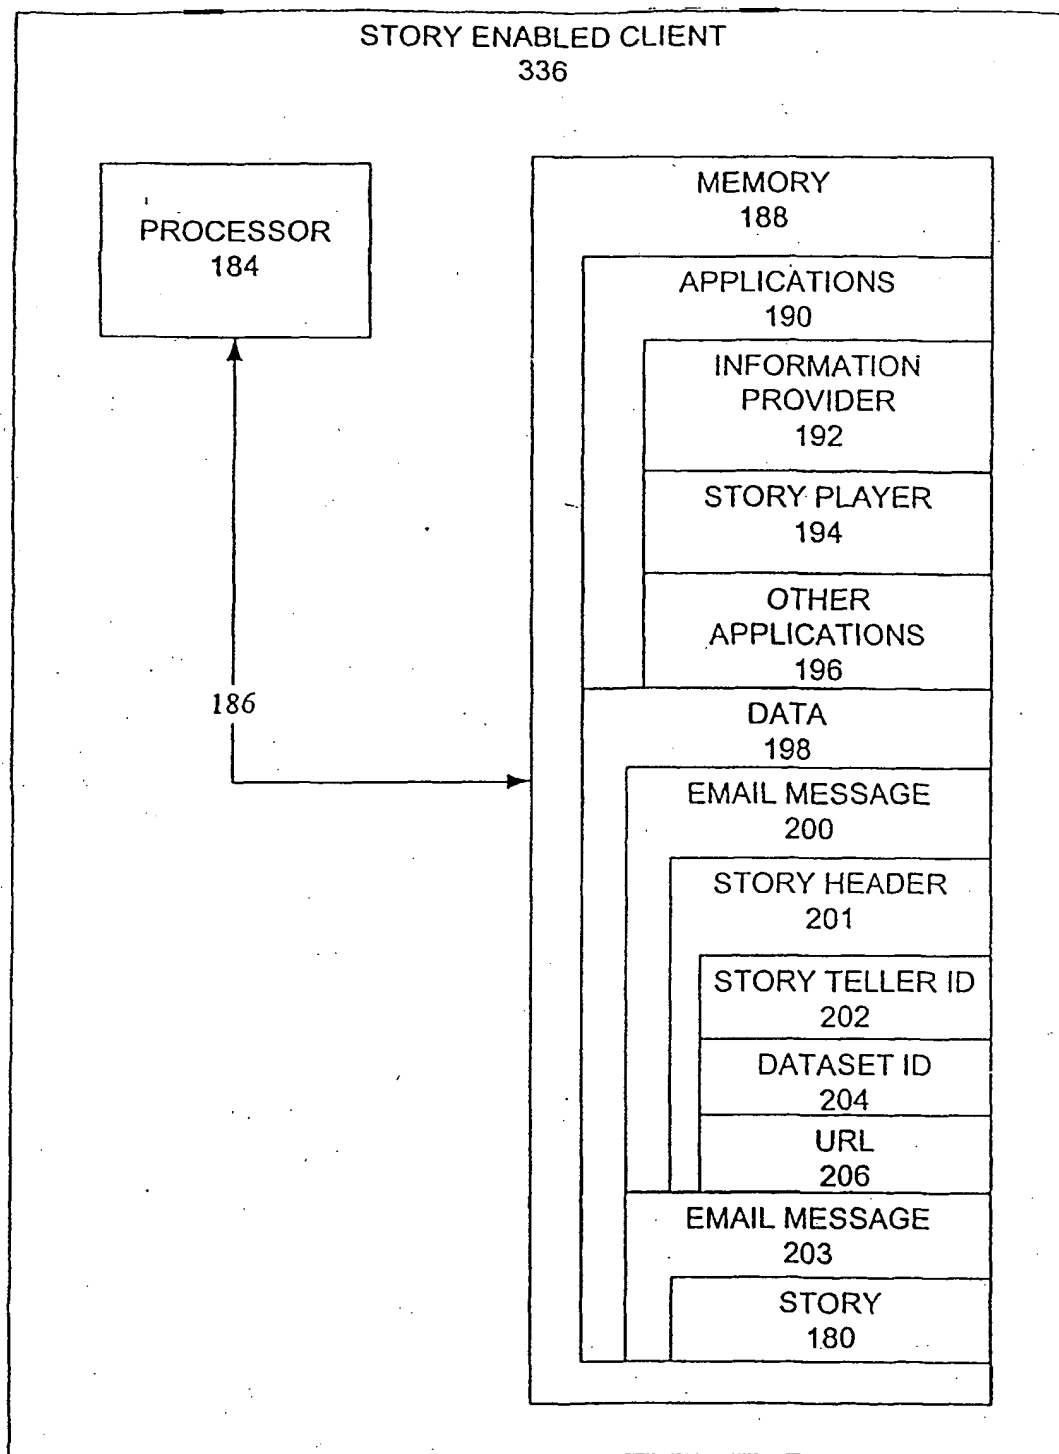 STORY ENABLED CLIENT
336
PROCESSOR
184
186
MEMORY
188
APPLICATIONS
190
INFORMATION
PROVIDER
192
STORY PLAYER
194
OTHER
APPLICATIONS
196
DATA
198
EMAIL MESSAGE
200
STORY HEADER
201
STORY TELLER ID
202
DATASET ID
204
URL
206
EMAIL MESSAGE
203
STORY
180